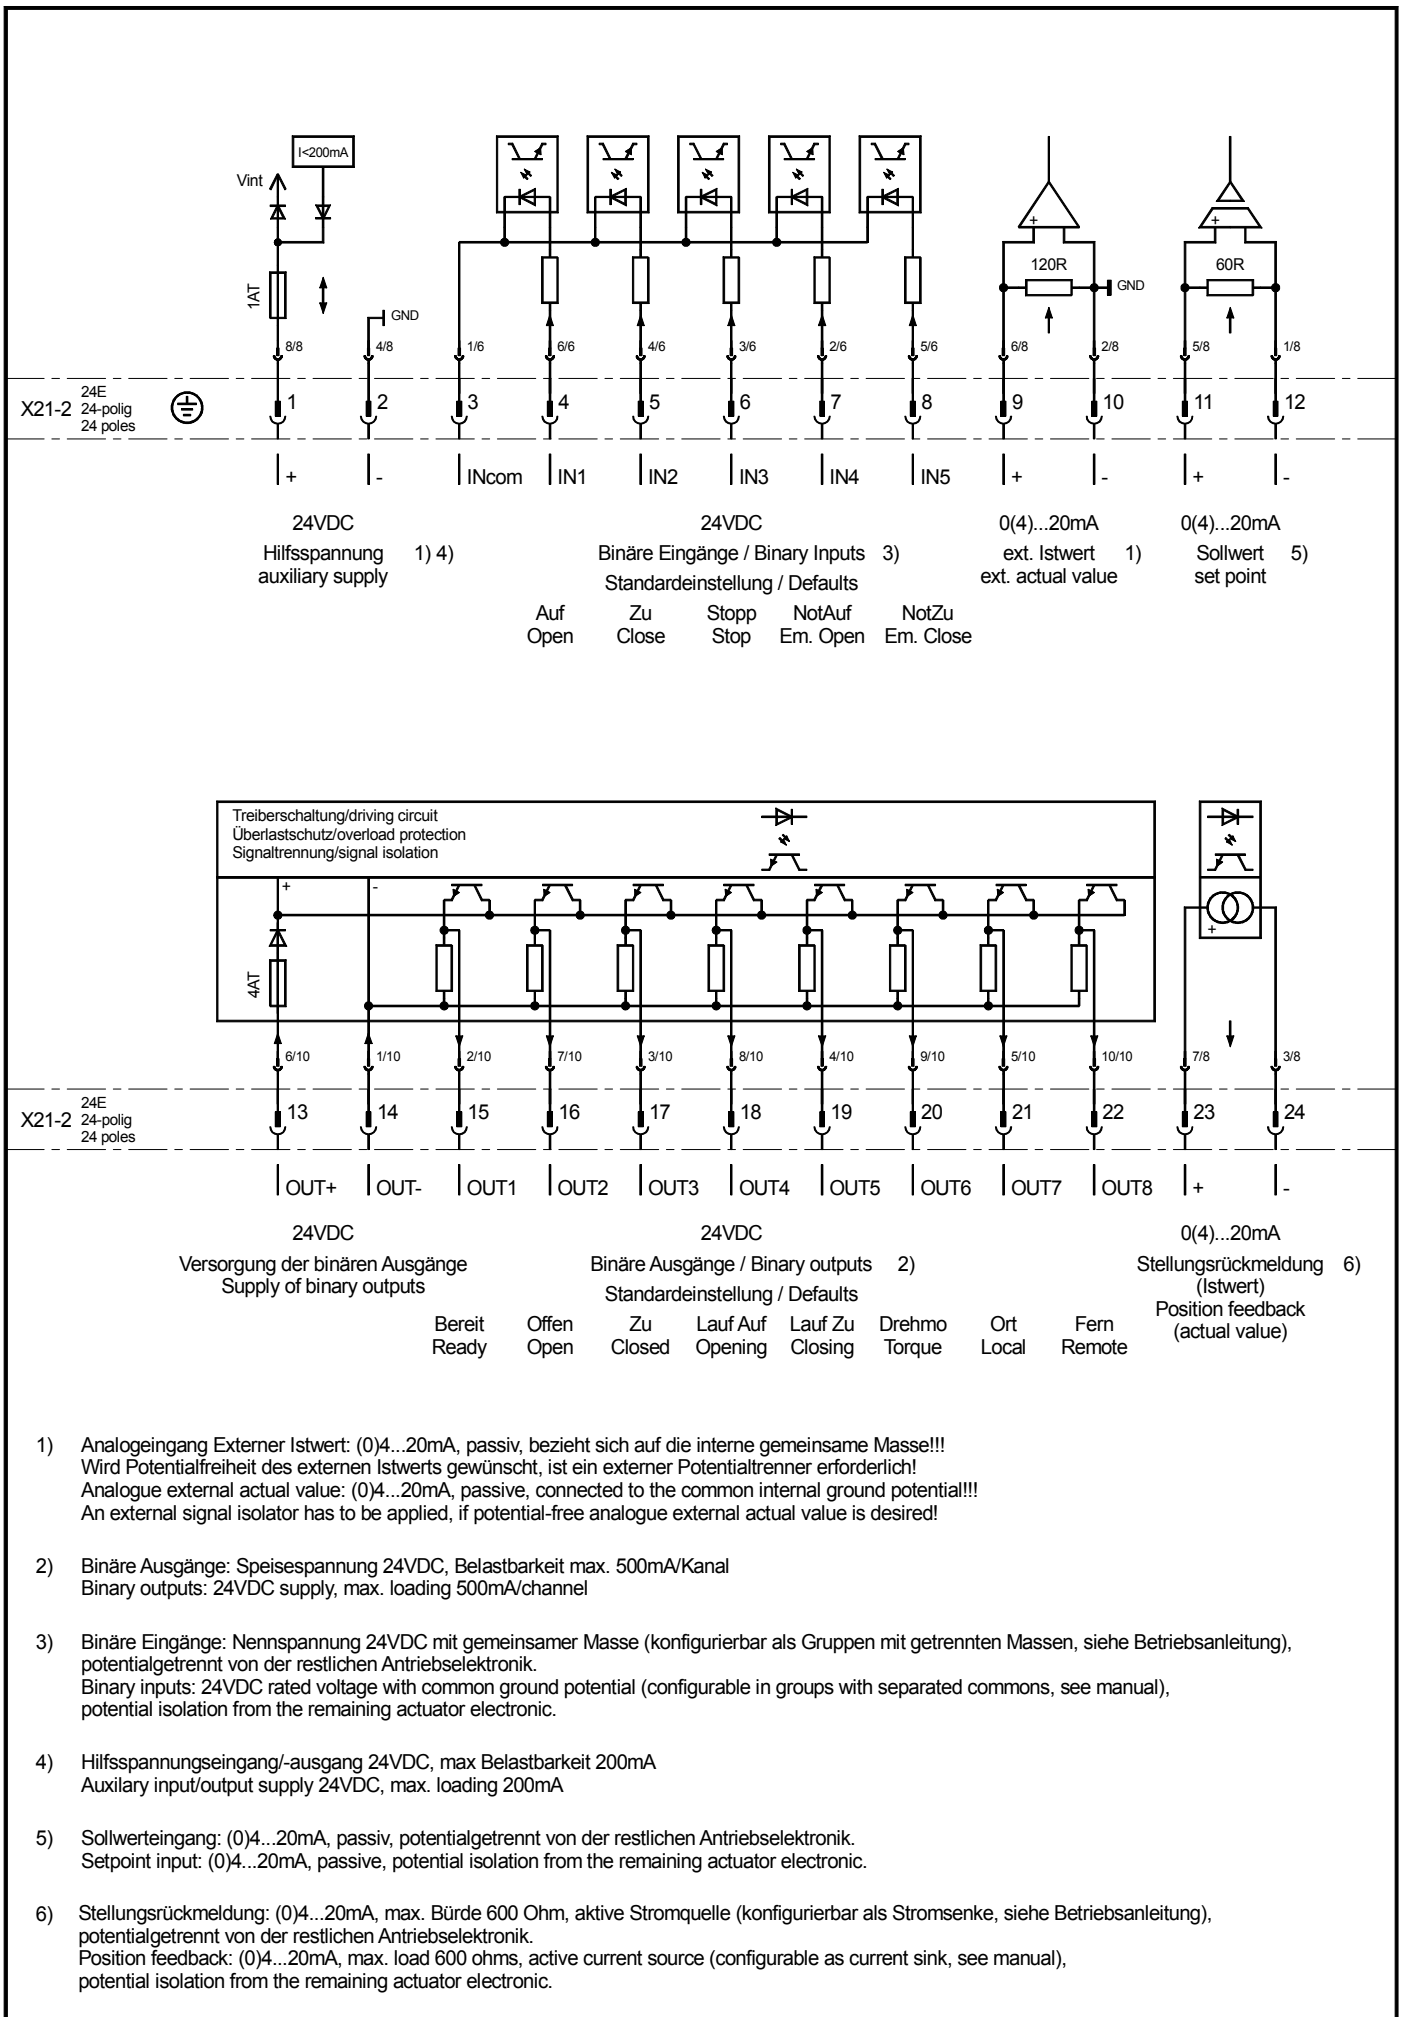 I<200mA
Vint
120R
60R
1AT
GND
GND
8/8 4/8 1/6 6/6 4/6 3/6 2/6 5/6 6/8 2/8 5/8 1/8
X21-2
24E
24-polig
24 poles
1 2 3 4 5 6 7 8 9 10 11 12
+ - INcom IN1 IN2 IN3 IN4 IN5 + - + -
24VDC 24VDC 0(4)...20mA 0(4)...20mA
Hilfsspannung 1) 4) Binäre Eingänge / Binary Inputs 3) ext. Istwert 1) Sollwert 5)
auxiliary supply ext. actual value set point
Standardeinstellung / Defaults
Auf Zu Stopp NotAuf NotZu
Open Close Stop Em. Open Em. Close
Treiberschaltung/driving circuit
Überlastschutz/overload protection
Signaltrennung/signal isolation
+ -
+
4AT
6/10 1/10 2/10 7/10 3/10 8/10 4/10 9/10 5/10 10/10 7/8 3/8
X21-2
24E
24-polig
24 poles
13 14 15 16 17 18 19 20 21 22 23 24
OUT+ OUT- OUT1 OUT2 OUT3 OUT4 OUT5 OUT6 OUT7 OUT8 + -
24VDC 24VDC 0(4)...20mA
Versorgung der binären Ausgänge Binäre Ausgänge / Binary outputs 2) Stellungsrückmeldung 6)
Supply of binary outputs (Istwert)
Standardeinstellung / Defaults Position feedback
(actual value)
Bereit Offen Zu Lauf Auf Lauf Zu Drehmo Ort Fern
Ready Open Closed Opening Closing Torque Local Remote
1) Analogeingang Externer Istwert: (0)4...20mA, passiv, bezieht sich auf die interne gemeinsame Masse!!!
Wird Potentialfreiheit des externen Istwerts gewünscht, ist ein externer Potentialtrenner erforderlich!
Analogue external actual value: (0)4...20mA, passive, connected to the common internal ground potential!!!
An external signal isolator has to be applied, if potential-free analogue external actual value is desired!
2) Binäre Ausgänge: Speisespannung 24VDC, Belastbarkeit max. 500mA/Kanal
Binary outputs: 24VDC supply, max. loading 500mA/channel
3) Binäre Eingänge: Nennspannung 24VDC mit gemeinsamer Masse (konfigurierbar als Gruppen mit getrennten Massen, siehe Betriebsanleitung),
potentialgetrennt von der restlichen Antriebselektronik.
Binary inputs: 24VDC rated voltage with common ground potential (configurable in groups with separated commons, see manual),
potential isolation from the remaining actuator electronic.
4) Hilfsspannungseingang/-ausgang 24VDC, max Belastbarkeit 200mA
Auxilary input/output supply 24VDC, max. loading 200mA
5) Sollwerteingang: (0)4...20mA, passiv, potentialgetrennt von der restlichen Antriebselektronik.
Setpoint input: (0)4...20mA, passive, potential isolation from the remaining actuator electronic.
6) Stellungsrückmeldung: (0)4...20mA, max. Bürde 600 Ohm, aktive Stromquelle (konfigurierbar als Stromsenke, siehe Betriebsanleitung),
potentialgetrennt von der restlichen Antriebselektronik.
Position feedback: (0)4...20mA, max. load 600 ohms, active current source (configurable as current sink, see manual),
potential isolation from the remaining actuator electronic.